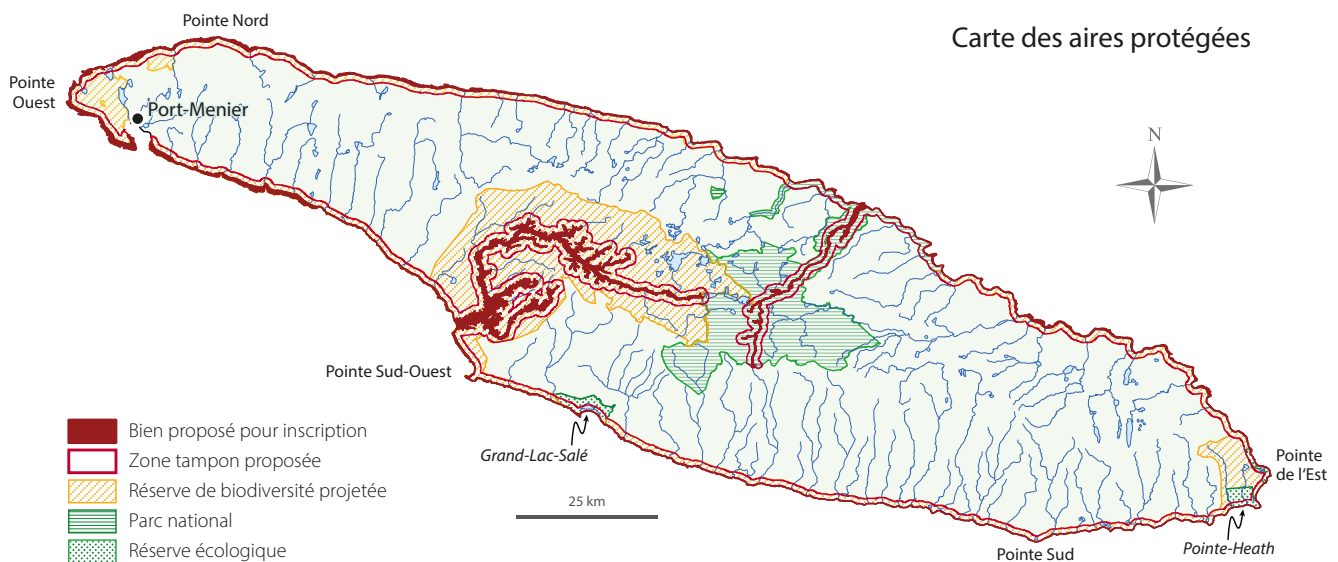 Pointe Nord
Carte des aires protégées
Pointe
Ouest
Port-Menier
N
Pointe Sud-Ouest
Bien proposé pour inscription
Zone tampon proposée
Réserve de biodiversité projetée
Parc national
Réserve écologique
Grand-Lac-Salé
25 km
Pointe
de l'Est
Pointe Sud
Pointe-Heath